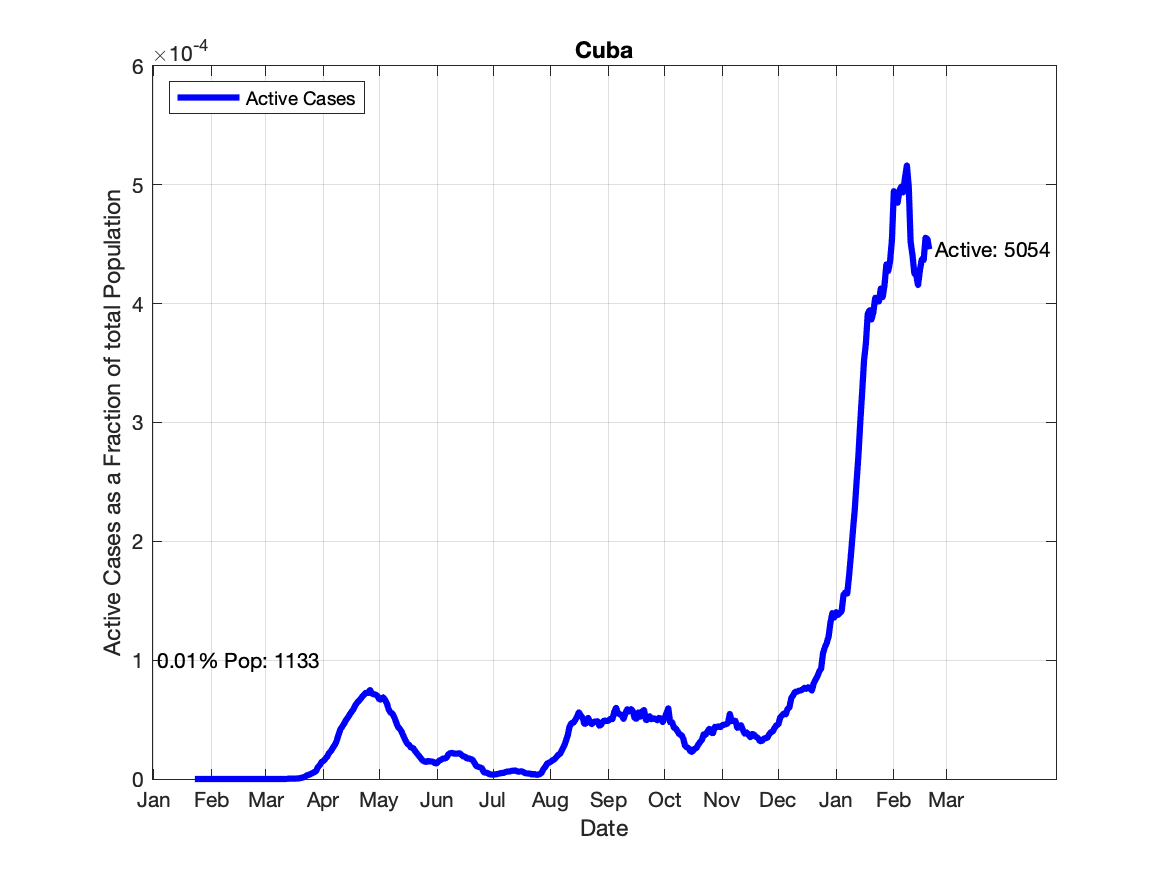 Cuba
×10-4
Active Cases
6
5
4
3
2
1
0
Active Cases as a Fraction of total Population
Active: 5054
0.01% Pop: 1133
Jan Feb Mar Apr May Jun Jul Aug Sep Oct Nov Dec Jan Feb Mar
Date